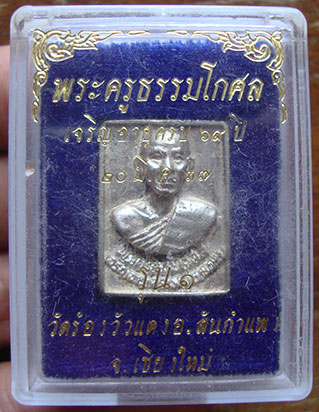 พระครูธรรมโกศล
เจริญอายุครบ ๖๙ ปี
๒๐ มี.ค. ๓๗
รุ่น ๑
วัดร้องวัวแดง อ.สันกำแพง
จ.เชียงใหม่